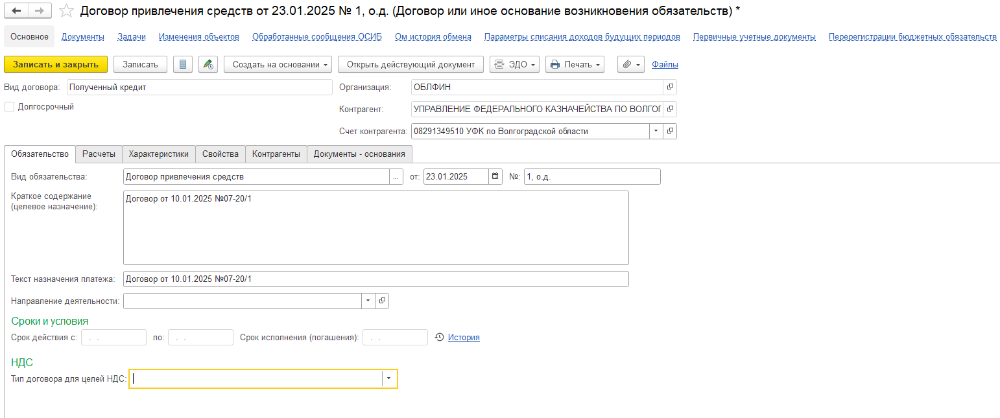 Договор привлечения средств от 23.01.2025 № 1, о.д. (Договор или иное основание возникновения обязательств) *
Основное Документы Задачи Изменения объектов Обработанные сообщения ОСИБ Ом история обмена Параметры списания доходов будущих периодов Первичные учетные документы Перерегистрации бюджетных обязательств
Записать и закрыть Записать Создать на основании Открыть действующий документ ЭДО Печать Файлы
Вид договора: Полученный кредит Организация: ОБЛФИН
Долгосрочный Контрагент: УПРАВЛЕНИЕ ФЕДЕРАЛЬНОГО КАЗНАЧЕЙСТВА ПО ВОЛГОГ
Счет контрагента: 08291349510 УФК по Волгоградской области
Обязательство Расчеты Характеристики Свойства Контрагенты Документы - основания
Вид обязательства: Договор привлечения средств ... от: 23.01.2025 №: 1, о.д.
Краткое содержание
(целевое назначение):
Договор от 10.01.2025 №07-20/1
Текст назначения платежа: Договор от 10.01.2025 №07-20/1
Направление деятельности:
Сроки и условия
Срок действия с: . . по: . . Срок исполнения (погашения): . . История
НДС
Тип договора для целей НДС: